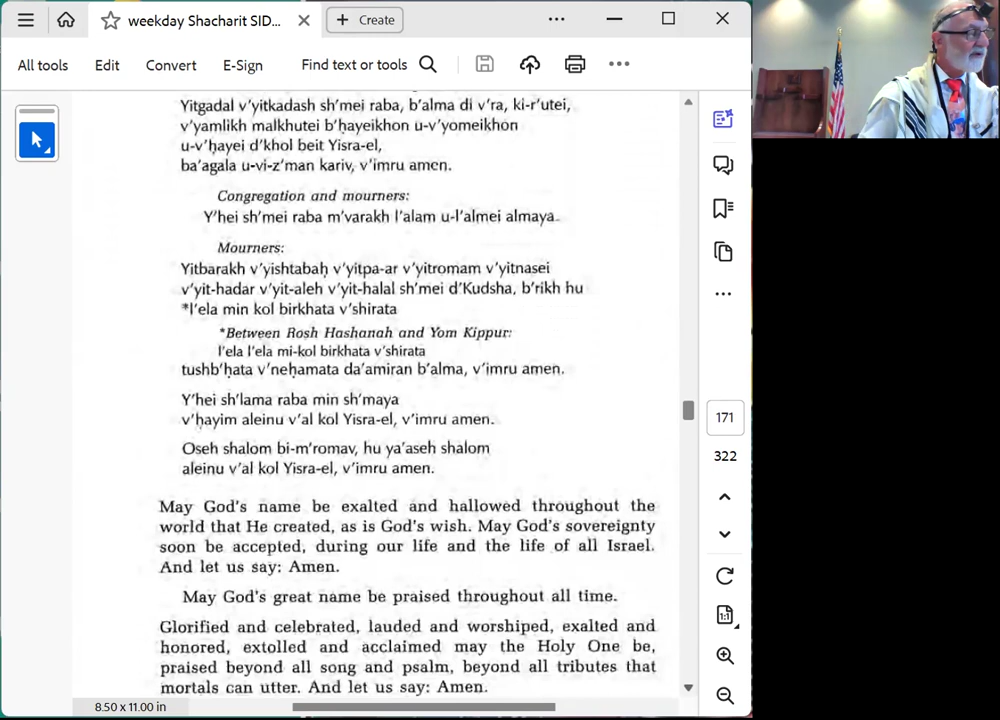 weekday Shacharit SID...
Create
All tools
Edit
Convert
E-Sign
Find text or tools
Yitgadal v'yitkadash sh'mei raba, b'alma di v'ra, ki-r'utei,
v'yamlikh malkhutei b'ḥayeikhon u-v'yomeikhon
u-v'ḥayei d'khol beit Yisra-el,
ba'agala u-vi-z'man kariv, v'imru amen.
Congregation and mourners:
Y'hei sh'mei raba m'varakh l'alam u-l'almei almaya.
Mourners:
Yitbarakh v'yishtabaḥ v'yitpa-ar v'yitromam v'yitnasei
v'yit-hadar v'yit-aleh v'yit-halal sh'mei d'Kudsha, b'rikh hu
*l'ela min kol birkhata v'shirata
*Between Rosh Hashanah and Yom Kippur:
l'ela l'ela mi-kol birkhata v'shirata
tushb'ḥata v'neḥamata da'amiran b'alma, v'imru amen.
Y'hei sh'lama raba min sh'maya
v'ḥayim aleinu v'al kol Yisra-el, v'imru amen.
Oseh shalom bi-m'romav, hu ya'aseh shalom
aleinu v'al kol Yisra-el, v'imru amen.
May God's name be exalted and hallowed throughout the
world that He created, as is God's wish. May God's sovereignty
soon be accepted, during our life and the life of all Israel.
And let us say: Amen.
May God's great name be praised throughout all time.
Glorified and celebrated, lauded and worshiped, exalted and
honored, extolled and acclaimed may the Holy One be,
praised beyond all song and psalm, beyond all tributes that
mortals can utter. And let us say: Amen.
171
322
1:1
8.50 x 11.00 in